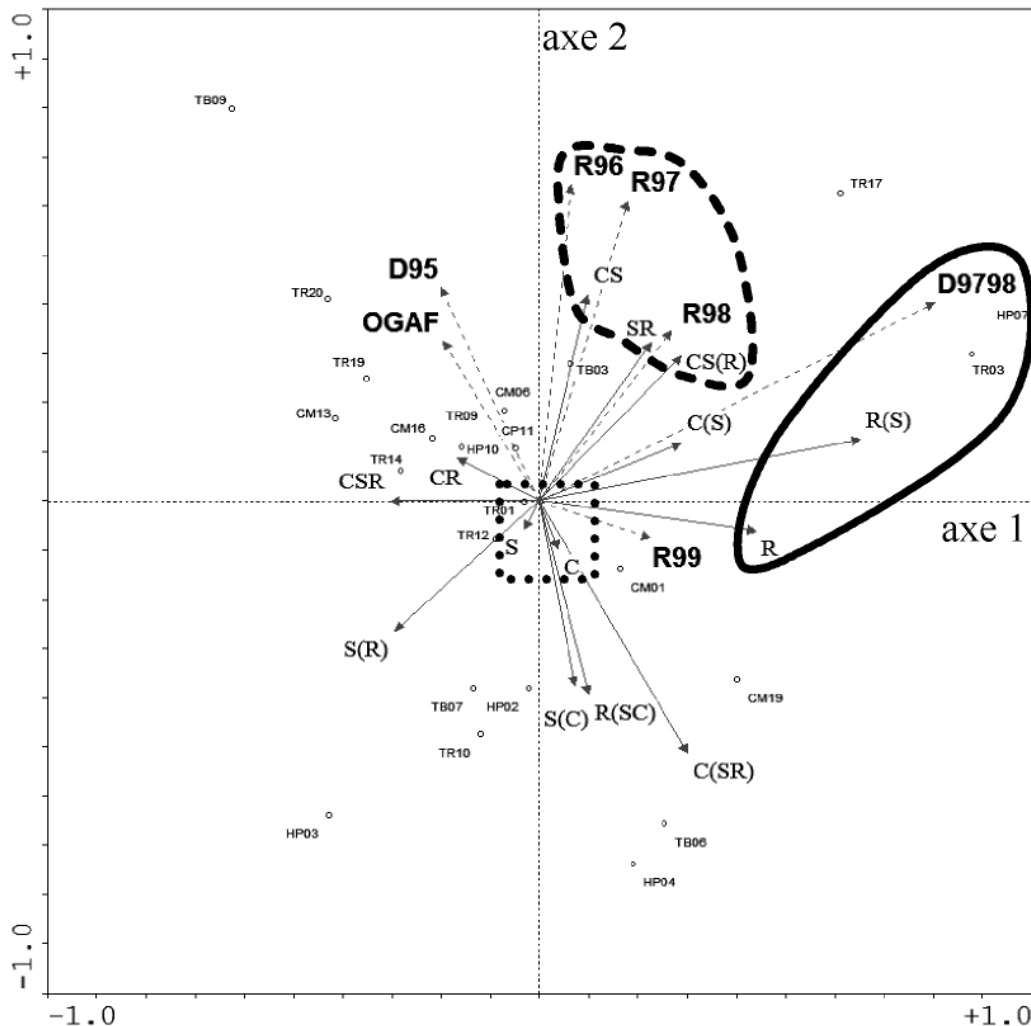 +1.0
axe 2
TB09
R96
R97
TR17
D95
CS
D9798
TR20
HP07
OGAF
SR
R98
TR19
TB03
CS(R)
TR03
CM06
CM13
TR09
C(S)
R(S)
CM16
CP11
HP10
TR14
CSR
CR
TR01
axe 1
TR12
S
C
R99
R
CM01
S(R)
TB07
HP02
S(C)
R(SC)
CM19
TR10
C(SR)
HP03
TB06
HP04
-1.0
-1.0
+1.0